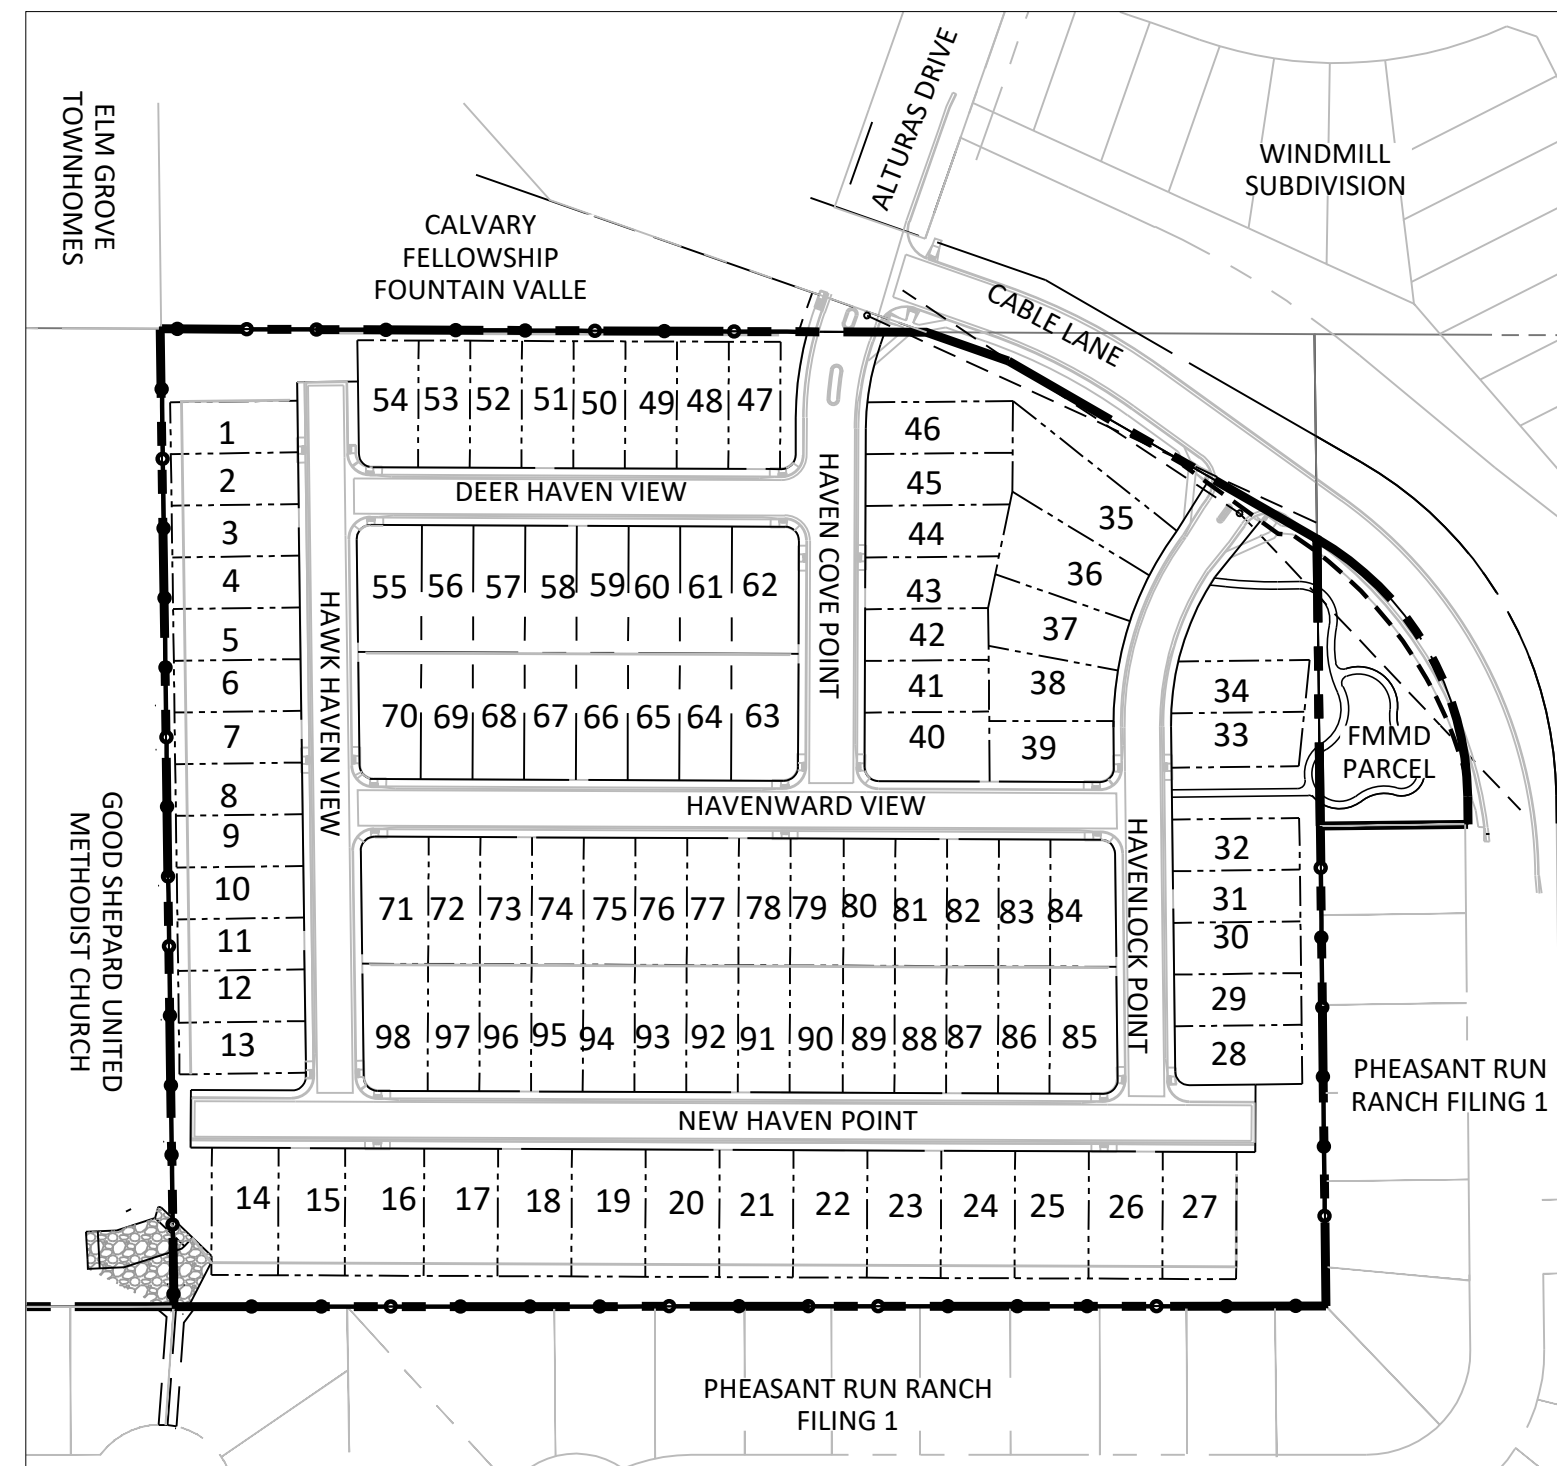 ELM GROVE
TOWNHOMES
CALVARY
FELLOWSHIP
FOUNTAIN VALLE
ALTURAS DRIVE
WINDMILL
SUBDIVISION
CABLE LANE
54 53 52 51 50 49 48 47
DEER HAVEN VIEW
HAVEN COVE POINT
HAWK HAVEN VIEW
1
2
3
4
5
6
7
8
9
10
11
12
13
46
45
44
43
42
41
40
35
36
37
38
39
55 56 57 58 59 60 61 62
70 69 68 67 66 65 64 63
34
33
FMMD
PARCEL
HAVENWARD VIEW
HAVENLOCK POINT
GOOD SHEPARD UNITED
METHODIST CHURCH
71 72 73 74 75 76 77 78 79 80 81 82 83 84
98 97 96 95 94 93 92 91 90 89 88 87 86 85
32
31
30
29
28
PHEASANT RUN
RANCH FILING 1
NEW HAVEN POINT
14 15 16 17 18 19 20 21 22 23 24 25 26 27
PHEASANT RUN RANCH
FILING 1